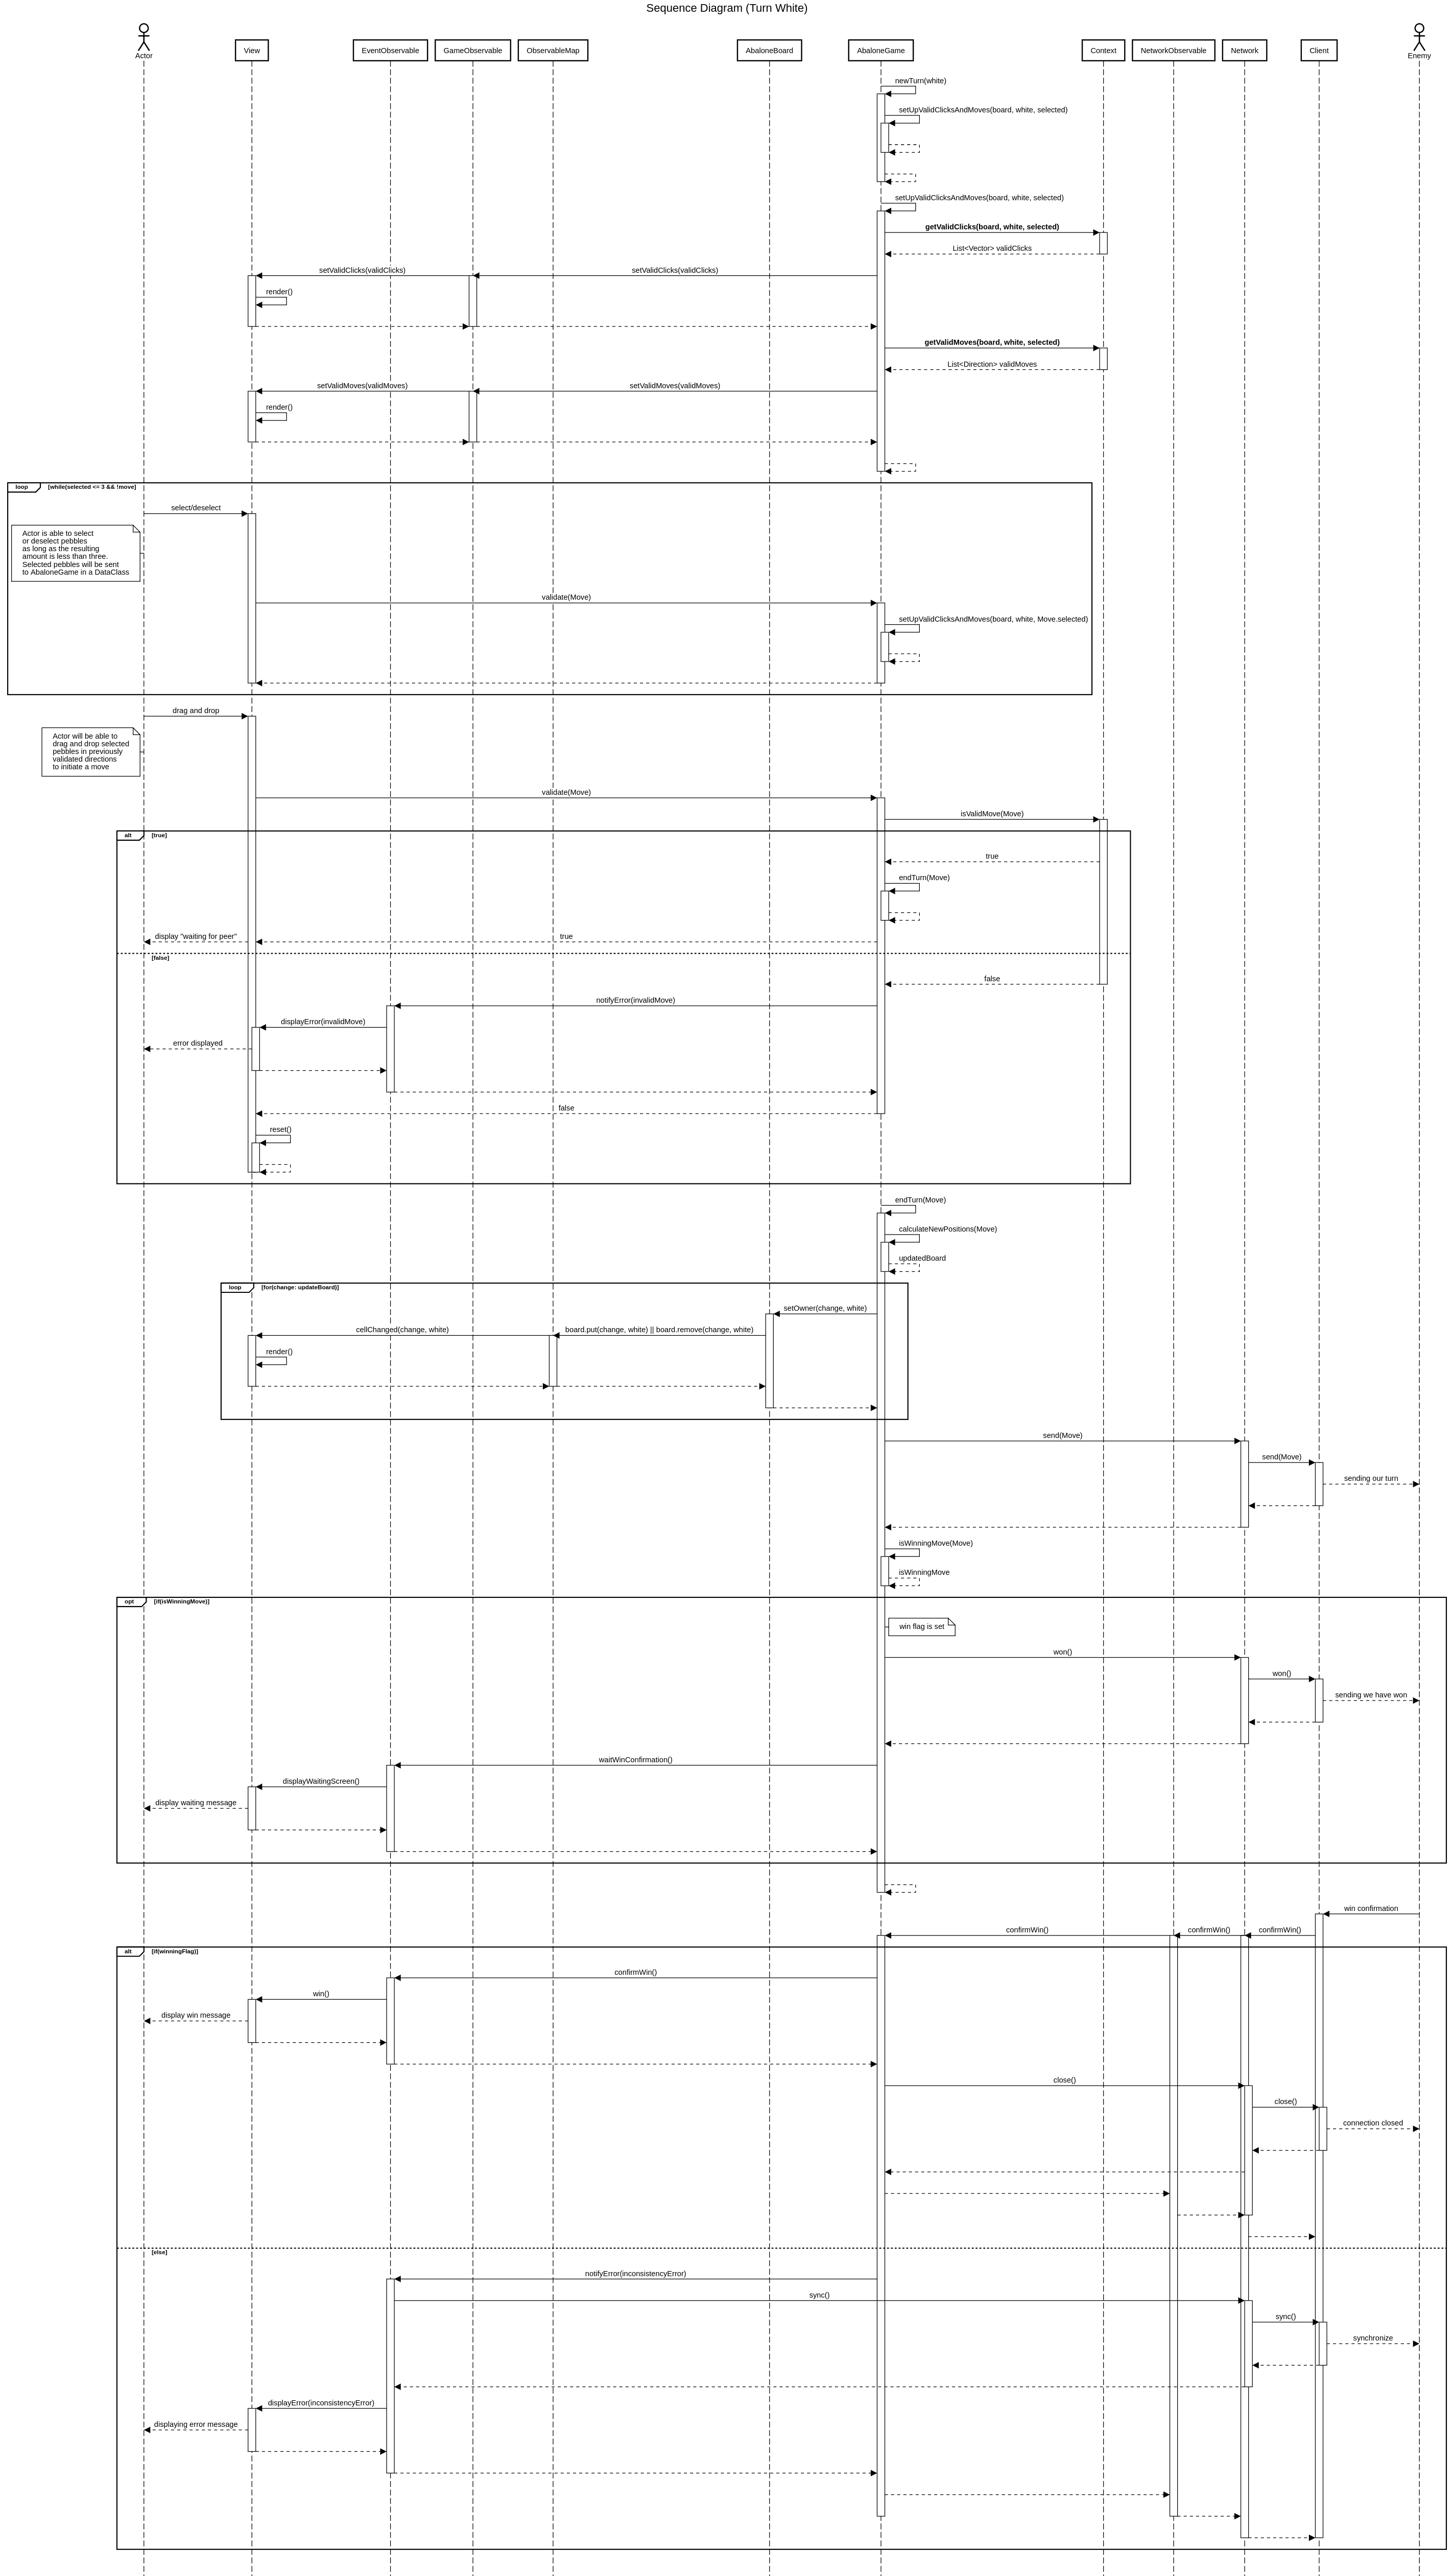 Sequence Diagram (Turn White)
Actor
View
EventObservable
GameObservable
ObservableMap
AbaloneBoard
AbaloneGame
Context
NetworkObservable
Network
Client
Enemy
newTurn(white)
setUpValidClicksAndMoves(board, white, selected)
setUpValidClicksAndMoves(board, white, selected)
getValidClicks(board, white, selected)
List<Vector> validClicks
setValidClicks(validClicks)
setValidClicks(validClicks)
render()
getValidMoves(board, white, selected)
List<Direction> validMoves
setValidMoves(validMoves)
setValidMoves(validMoves)
render()
loop
[while(selected <= 3 && !move]
select/deselect
Actor is able to select
or deselect pebbles
as long as the resulting
amount is less than three.
Selected pebbles will be sent
to AbaloneGame in a DataClass
validate(Move)
setUpValidClicksAndMoves(board, white, Move.selected)
drag and drop
Actor will be able to
drag and drop selected
pebbles in previously
validated directions
to initiate a move
validate(Move)
isValidMove(Move)
alt
[true]
true
endTurn(Move)
display "waiting for peer"
true
[false]
false
notifyError(invalidMove)
displayError(invalidMove)
error displayed
false
reset()
endTurn(Move)
calculateNewPositions(Move)
updatedBoard
loop
[for(change: updateBoard)]
setOwner(change, white)
cellChanged(change, white)
board.put(change, white) || board.remove(change, white)
render()
send(Move)
send(Move)
sending our turn
isWinningMove(Move)
isWinningMove
opt
[if(isWinningMove)]
win flag is set
won()
won()
sending we have won
waitWinConfirmation()
displayWaitingScreen()
display waiting message
win confirmation
confirmWin()
confirmWin()
confirmWin()
alt
[if(winningFlag)]
confirmWin()
win()
display win message
close()
close()
connection closed
[else]
notifyError(inconsistencyError)
sync()
sync()
synchronize
displayError(inconsistencyError)
displaying error message